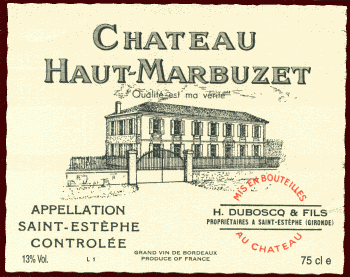 CHATEAU
HAUT-MARBUZET
"Qualité est ma vérité"
MIS EN BOUTEILLES
APPELLATION
SAINT-ESTÈPHE
CONTROLÉE
H. DUBOSCQ & FILS
PROPRIÉTAIRES A SAINT-ESTÈPHE (GIRONDE)
AU CHATEAU
13% Vol.
L 1
GRAND VIN DE BORDEAUX
PRODUCE OF FRANCE
75 cl e